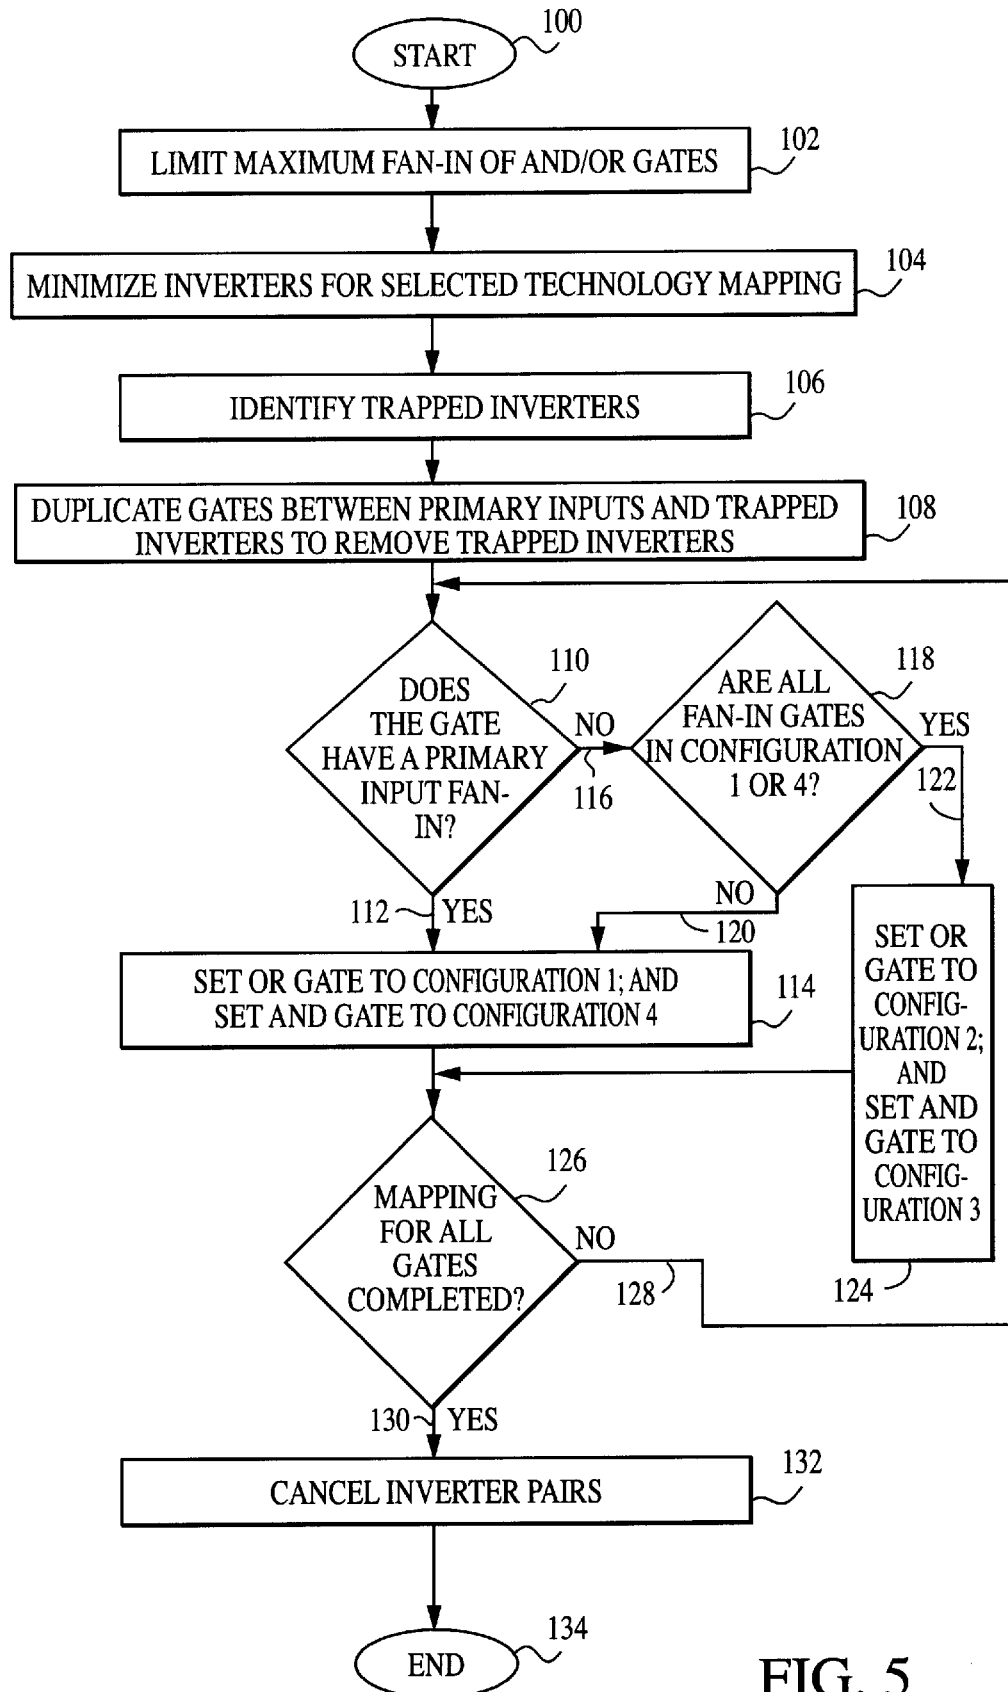 START
100
LIMIT MAXIMUM FAN-IN OF AND/OR GATES
102
MINIMIZE INVERTERS FOR SELECTED TECHNOLOGY MAPPING
104
IDENTIFY TRAPPED INVERTERS
106
DUPLICATE GATES BETWEEN PRIMARY INPUTS AND TRAPPED
INVERTERS TO REMOVE TRAPPED INVERTERS
108
DOES
THE GATE
HAVE A PRIMARY
INPUT FAN-
IN?
110
NO
116
ARE ALL
FAN-IN GATES
IN CONFIGURATION
1 OR 4?
118
YES
122
112
YES
NO
120
SET OR GATE TO CONFIGURATION 1; AND
SET AND GATE TO CONFIGURATION 4
114
SET OR
GATE TO
CONFIG-
URATION 2;
AND
SET AND
GATE TO
CONFIG-
URATION 3
124
MAPPING
FOR ALL
GATES
COMPLETED?
126
NO
128
130
YES
CANCEL INVERTER PAIRS
132
END
134
FIG. 5